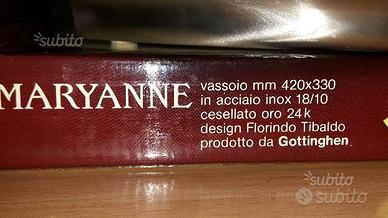 subito
MARYANNE
vassoio mm 420x330
in acciaio inox 18/10
cesellato oro 24k
design Florindo Tibaldo
prodotto da Gottinghen
subito
subito